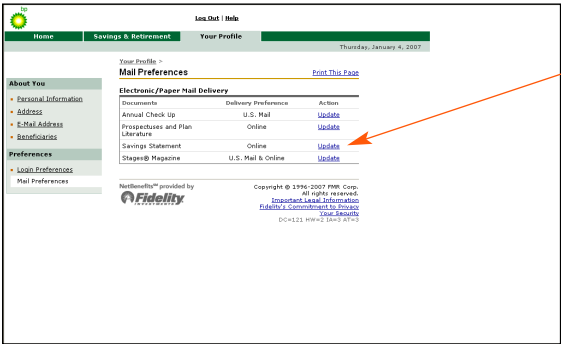 bp
Log Out | Help
Home Savings & Retirement Your Profile
Thursday, January 4, 2007
Your Profile >
Mail Preferences Print This Page
About You
Personal Information
Address
E-Mail Address
Beneficiaries
Preferences
Login Preferences
Mail Preferences
Electronic/Paper Mail Delivery
Documents Delivery Preference Action
Annual Check Up U.S. Mail Update
Prospectuses and Plan Online Update
Literature
Savings Statement Online Update
Stages® Magazine U.S. Mail & Online Update
NetBenefits℠ provided by
Fidelity
INVESTMENTS
Copyright © 1996-2007 FMR Corp.
All rights reserved.
Important Legal Information
Fidelity's Commitment to Privacy
Your Security
DC=121 HW=2 IA=3 AT=3